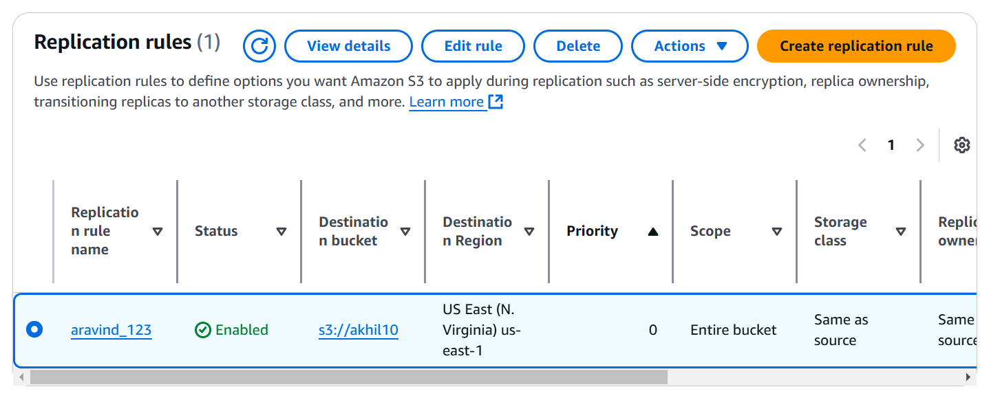 Replication rules (1)
View details
Edit rule
Delete
Actions
Create replication rule
Use replication rules to define options you want Amazon S3 to apply during replication such as server-side encryption, replica ownership,
transitioning replicas to another storage class, and more. Learn more
1
Replicatio
n rule
name
Status
Destinatio
n bucket
Destinatio
n Region
Priority
Scope
Storage
class
Replic
owner
aravind_123
Enabled
s3://akhil10
US East (N.
Virginia) us-
east-1
0
Entire bucket
Same as
source
Same
source